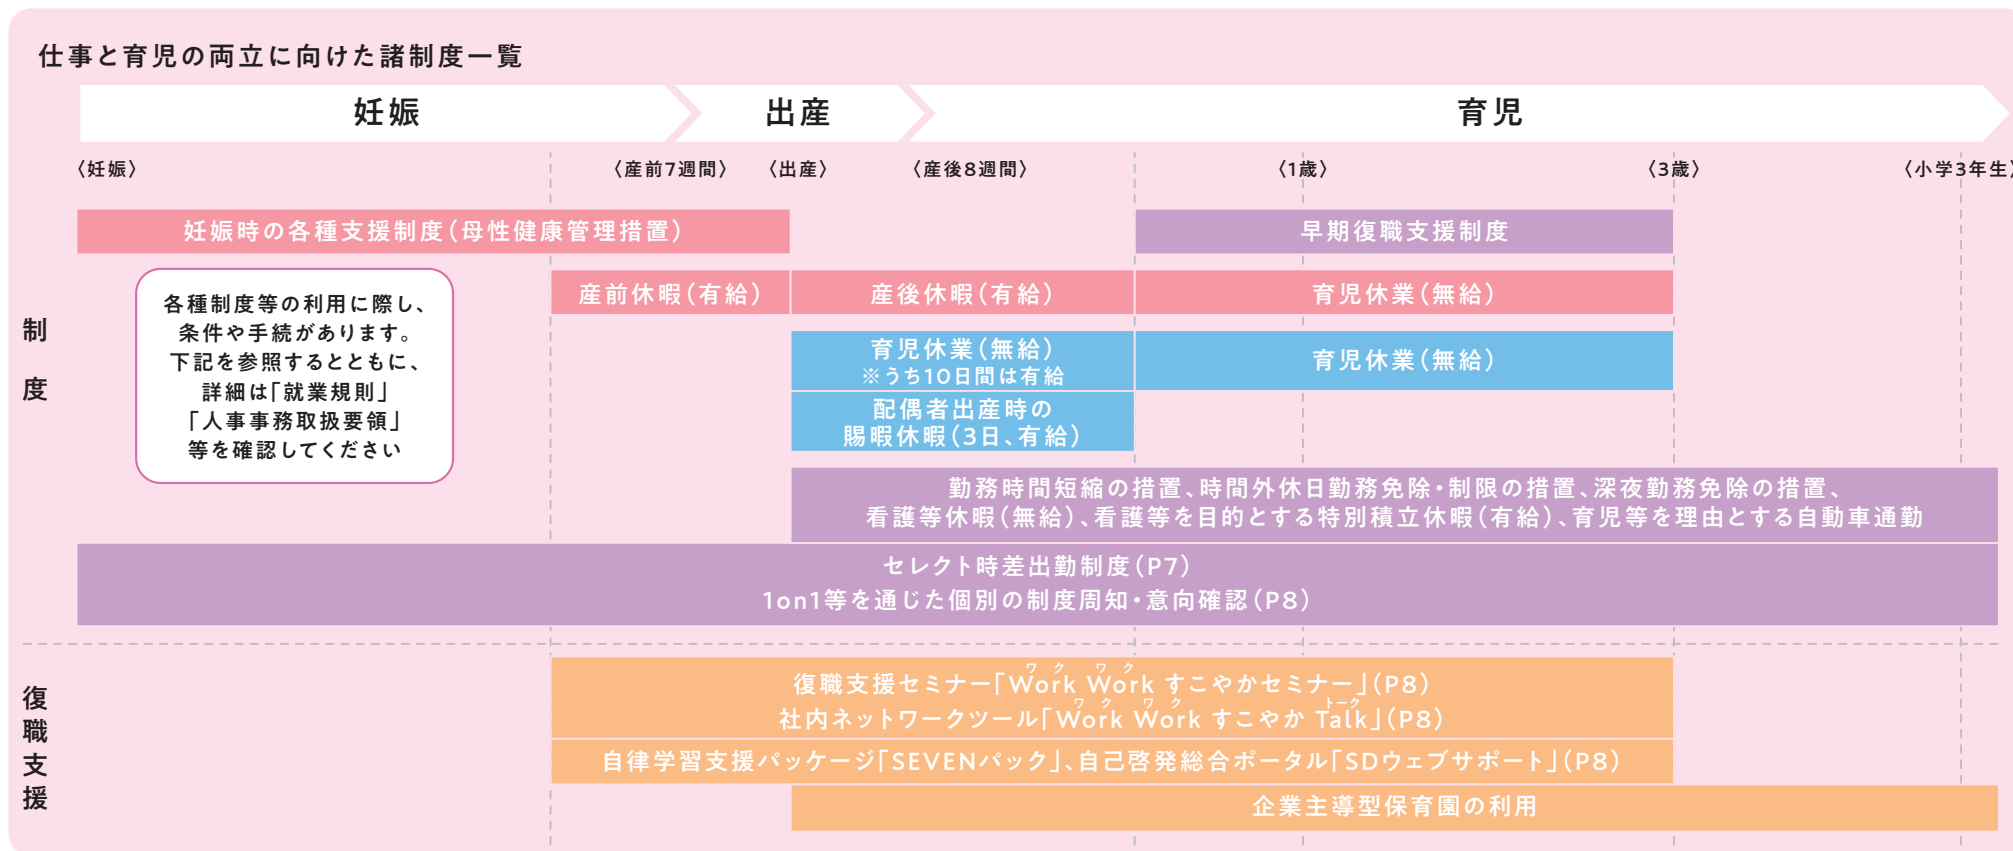 仕事と育児の両立に向けた諸制度一覧
妊娠
出産
育児
〈妊娠〉
〈産前7週間〉
〈出産〉
〈産後8週間〉
〈1歳〉
〈3歳〉
〈小学3年生〉
制度
妊娠時の各種支援制度(母性健康管理措置)
早期復職支援制度
各種制度等の利用に際し、
条件や手続があります。
下記を参照するとともに、
詳細は「就業規則」
「人事事務取扱要領」
等を確認してください
産前休暇(有給)
産後休暇(有給)
育児休業(無給)
育児休業(無給)
※うち10日間は有給
育児休業(無給)
配偶者出産時の
賜暇休暇(3日、有給)
勤務時間短縮の措置、時間外休日勤務免除・制限の措置、深夜勤務免除の措置、
看護等休暇(無給)、看護等を目的とする特別積立休暇(有給)、育児等を理由とする自動車通勤
セレクト時差出勤制度(P7)
1on1等を通じた個別の制度周知・意向確認(P8)
復職支援
ワク ワク
復職支援セミナー「Work Work すこやかセミナー」(P8)
ワク ワク トーク
社内ネットワークツール「Work Work すこやか Talk」(P8)
自律学習支援パッケージ「SEVENパック」、自己啓発総合ポータル「SDウェブサポート」(P8)
企業主導型保育園の利用